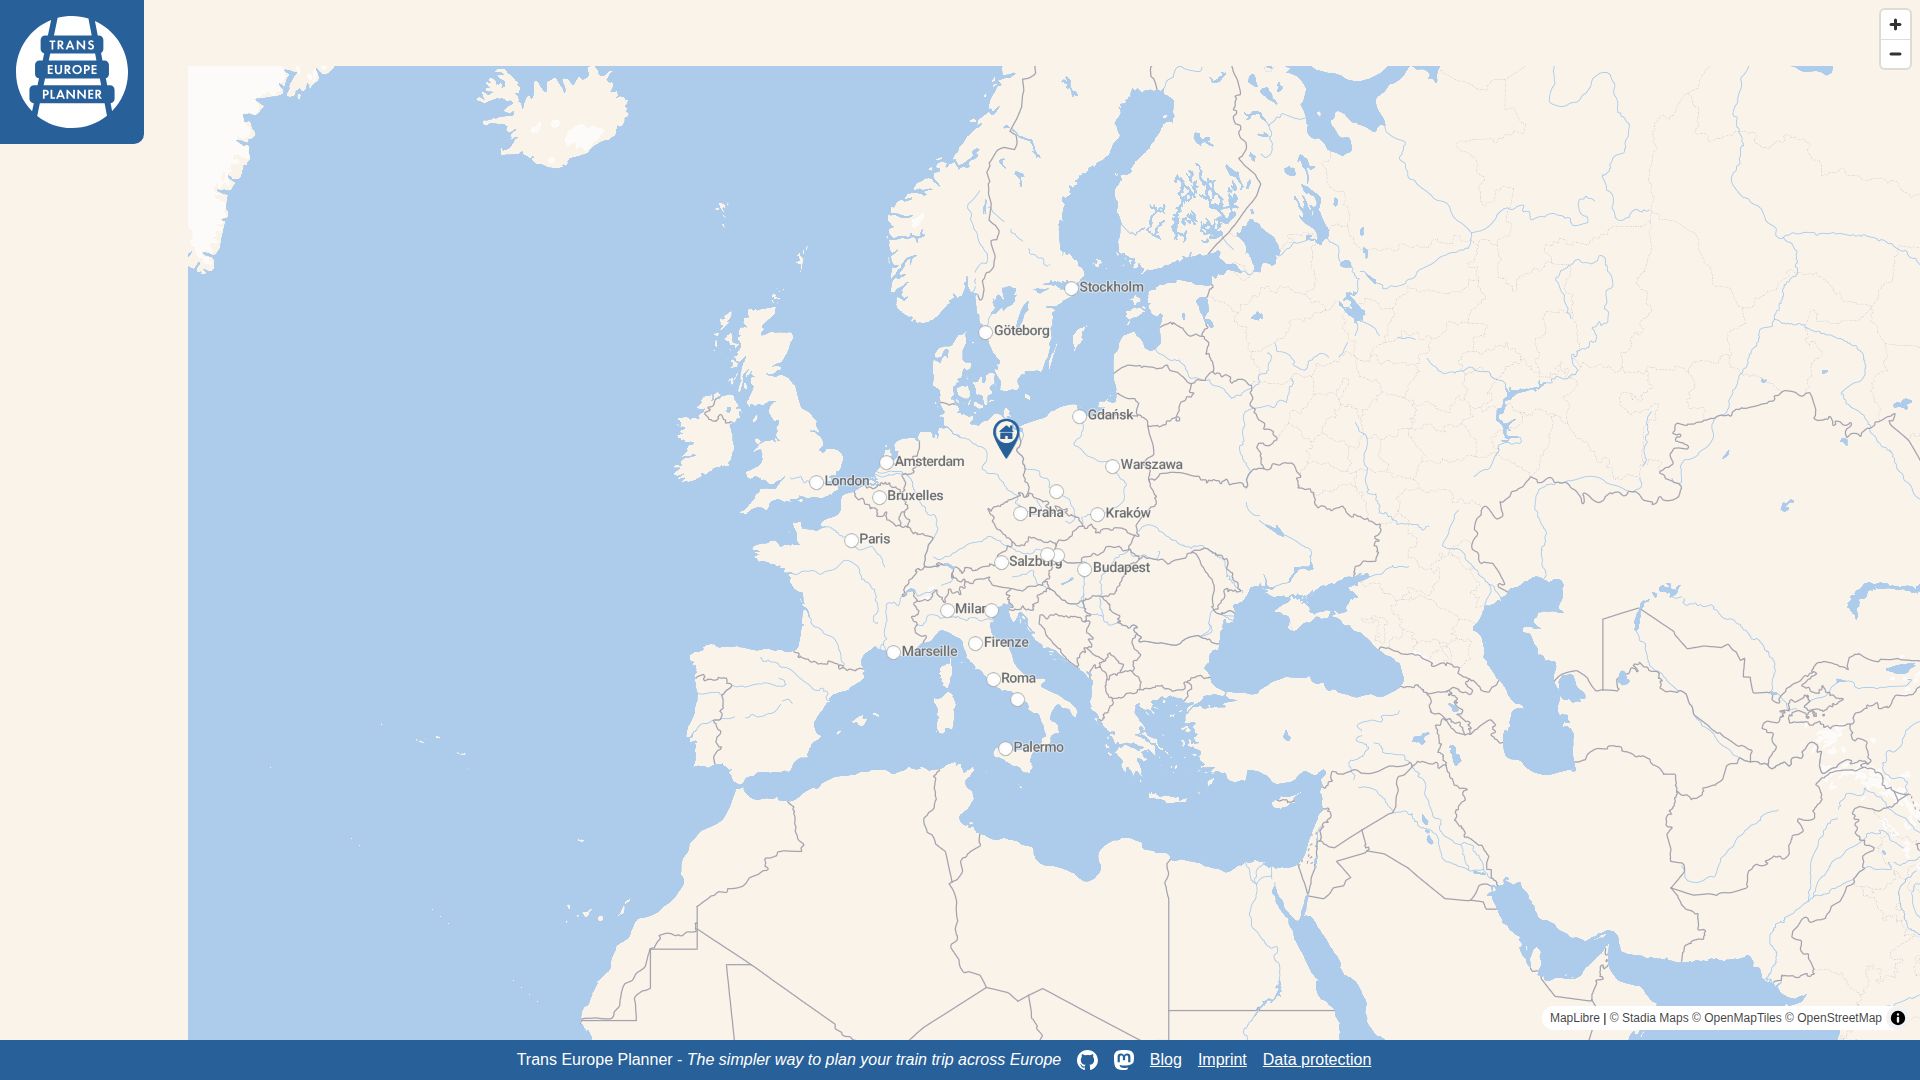 TRANS
EUROPE
PLANNER
Stockholm
Göteborg
Gdańsk
Amsterdam
Warszawa
London
Bruxelles
Praha
Kraków
Paris
Salzburg
Budapest
Milan
Firenze
Marseille
Roma
Palermo
MapLibre | © Stadia Maps © OpenMapTiles © OpenStreetMap
Trans Europe Planner - The simpler way to plan your train trip across Europe Blog Imprint Data protection